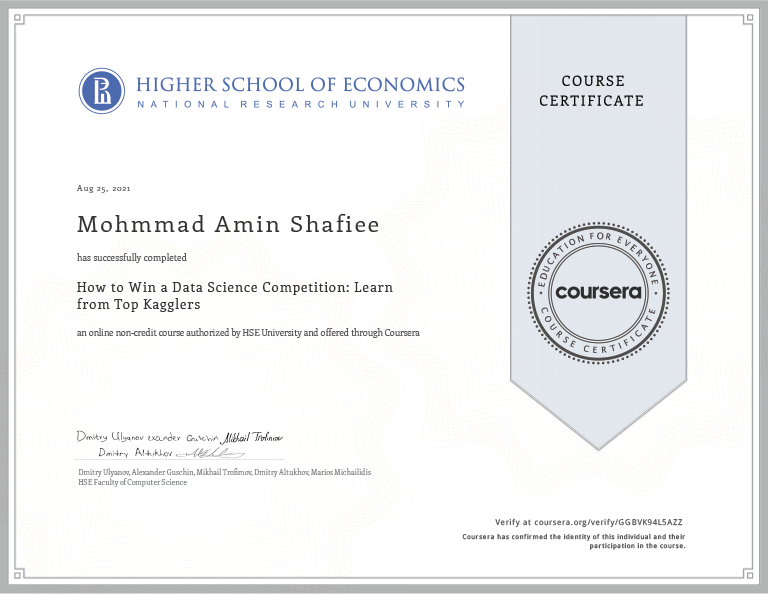 HIGHER SCHOOL OF ECONOMICS
NATIONAL RESEARCH UNIVERSITY
COURSE
CERTIFICATE
Aug 25, 2021
Mohmmad Amin Shafiee
has successfully completed
How to Win a Data Science Competition: Learn
from Top Kagglers
an online non-credit course authorized by HSE University and offered through Coursera
EDUCATION FOR EVERYONE
coursera
COURSE CERTIFICATE
Dmitry Ulyanov exander Guschin Mikhail Trofimov
Dmitry Altukhov
Dmitry Ulyanov, Alexander Guschin, Mikhail Trofimov, Dmitry Altukhov, Marios Michailidis
HSE Faculty of Computer Science
Verify at coursera.org/verify/GGBVK94L5AZZ
Coursera has confirmed the identity of this individual and their
participation in the course.